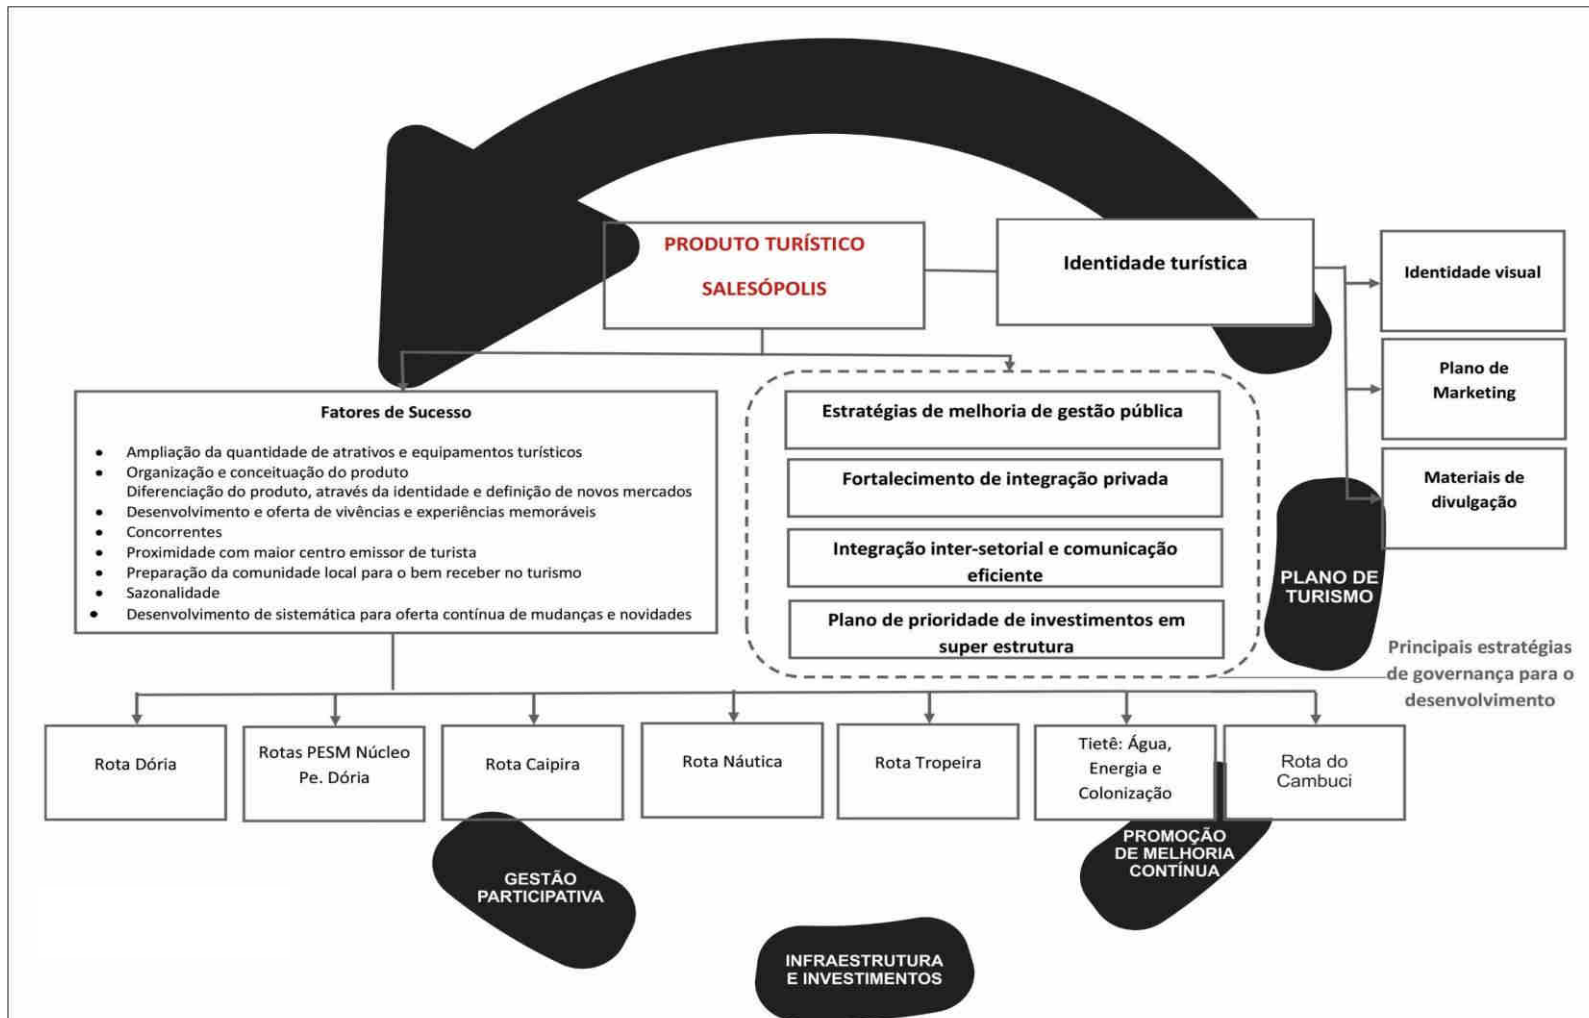 PRODUTO TURÍSTICO
SALESÓPOLIS
Identidade turística
Identidade visual
Plano de
Marketing
Materiais de
divulgação
Fatores de Sucesso
• Ampliação da quantidade de atrativos e equipamentos turísticos
• Organização e conceituação do produto
Diferenciação do produto, através da identidade e definição de novos mercados
• Desenvolvimento e oferta de vivências e experiências memoráveis
• Concorrentes
• Proximidade com maior centro emissor de turista
• Preparação da comunidade local para o bem receber no turismo
• Sazonalidade
• Desenvolvimento de sistemática para oferta contínua de mudanças e novidades
Estratégias de melhoria de gestão pública
Fortalecimento de integração privada
Integração inter-setorial e comunicação
eficiente
Plano de prioridade de investimentos em
super estrutura
PLANO DE
TURISMO
Principais estratégias
de governança para o
desenvolvimento
Rota Dória
Rotas PESM Núcleo
Pe. Dória
Rota Caipira
Rota Náutica
Rota Tropeira
Tietê: Água,
Energia e
Colonização
Rota do
Cambuci
GESTÃO
PARTICIPATIVA
PROMOÇÃO
DE MELHORIA
CONTÍNUA
INFRAESTRUTURA
E INVESTIMENTOS